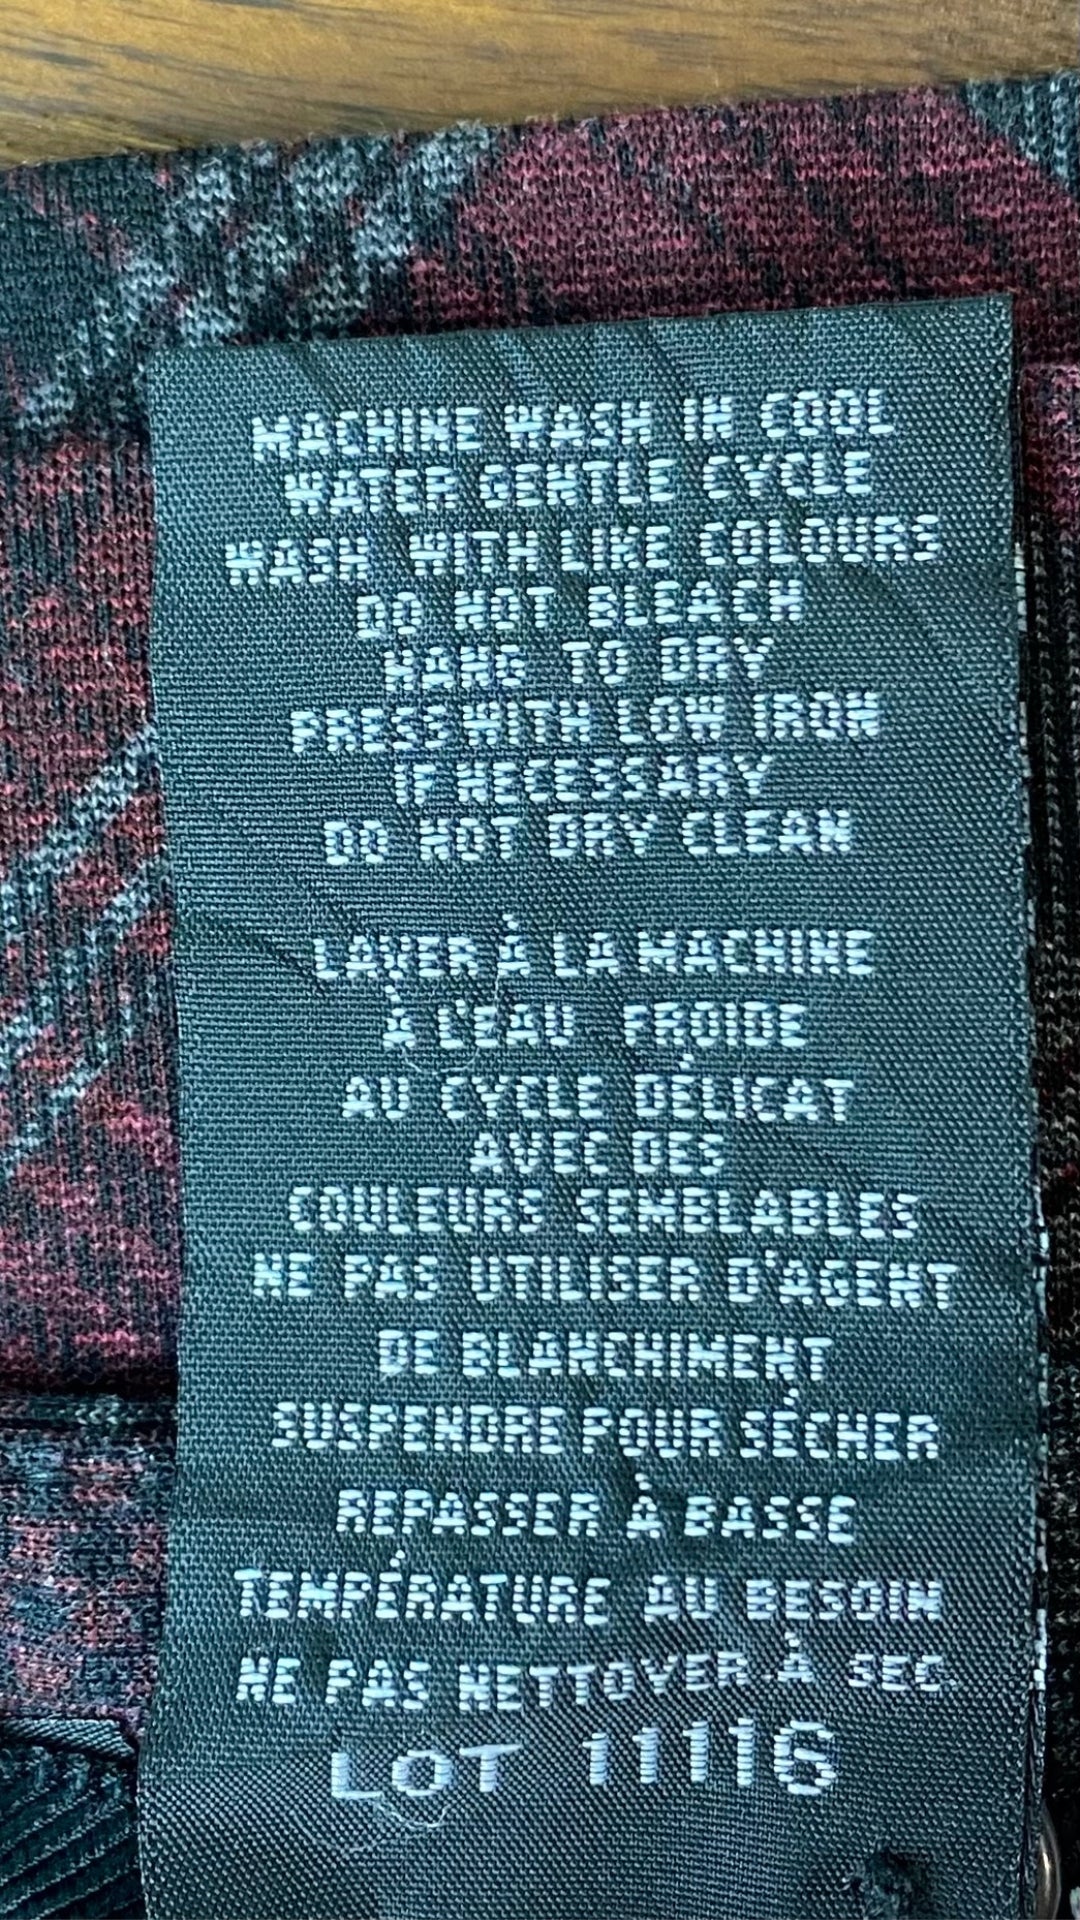 MACHINE WASH IN COOL
WATER GENTLE CYCLE
WASH WITH LIKE COLOURS
DO NOT BLEACH
HANG TO DRY
PRESS WITH LOW IRON
IF NECESSARY
DO NOT DRY CLEAN
LAVER À LA MACHINE
À L'EAU FROIDE
AU CYCLE DÉLICAT
AVEC DES
COULEURS SEMBLABLES
NE PAS UTILISER D'AGENT
DE BLANCHIMENT
SUSPENDRE POUR SÉCHER
REPASSER À BASSE
TEMPÉRATURE AU BESOIN
NE PAS NETTOYER À SEC
LOT 11116